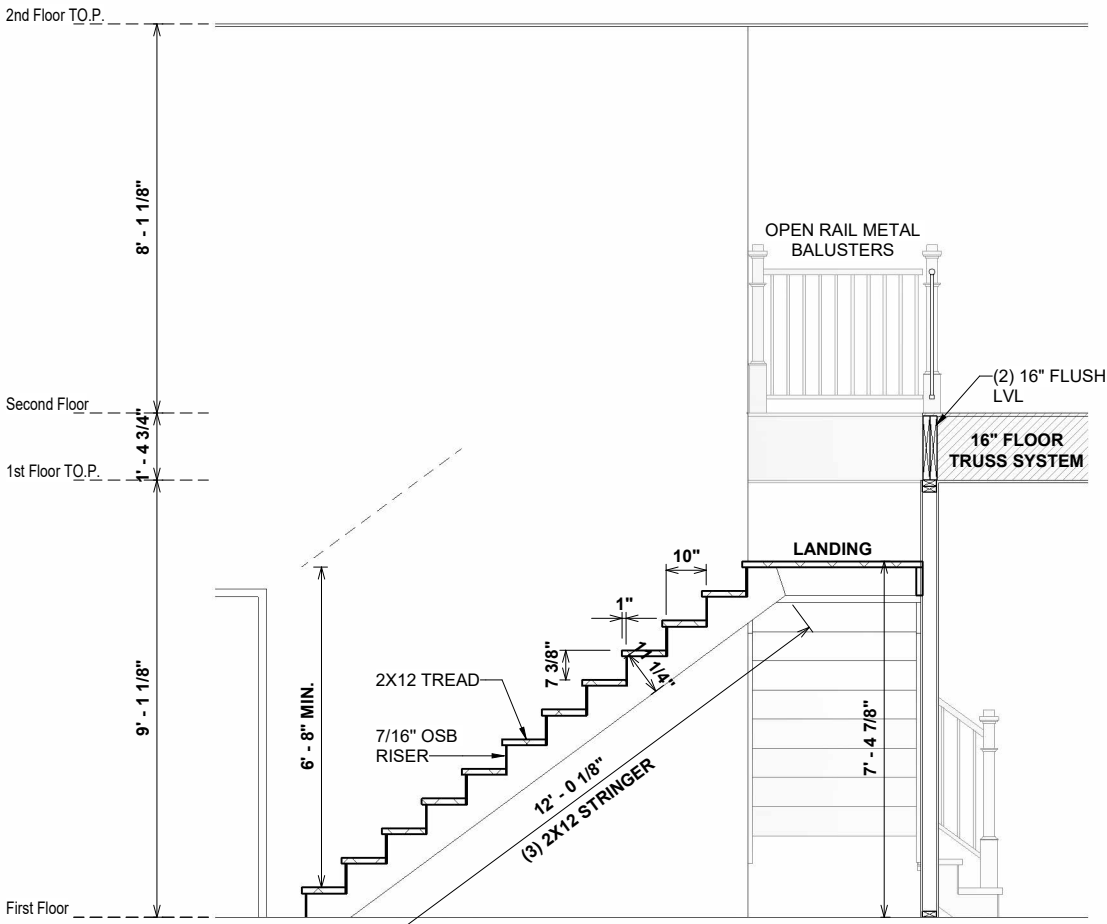 2nd Floor TO.P.
8' - 1 1/8"
OPEN RAIL METAL
BALUSTERS
(2) 16" FLUSH
LVL
Second Floor
1' - 4 3/4"
16" FLOOR
TRUSS SYSTEM
1st Floor TO.P.
LANDING
10"
1"
7 3/8"
11 1/4"
2X12 TREAD
7/16" OSB
RISER
9' - 1 1/8"
6' - 8" MIN.
7' - 4 7/8"
12' - 0 1/8"
(3) 2X12 STRINGER
First Floor